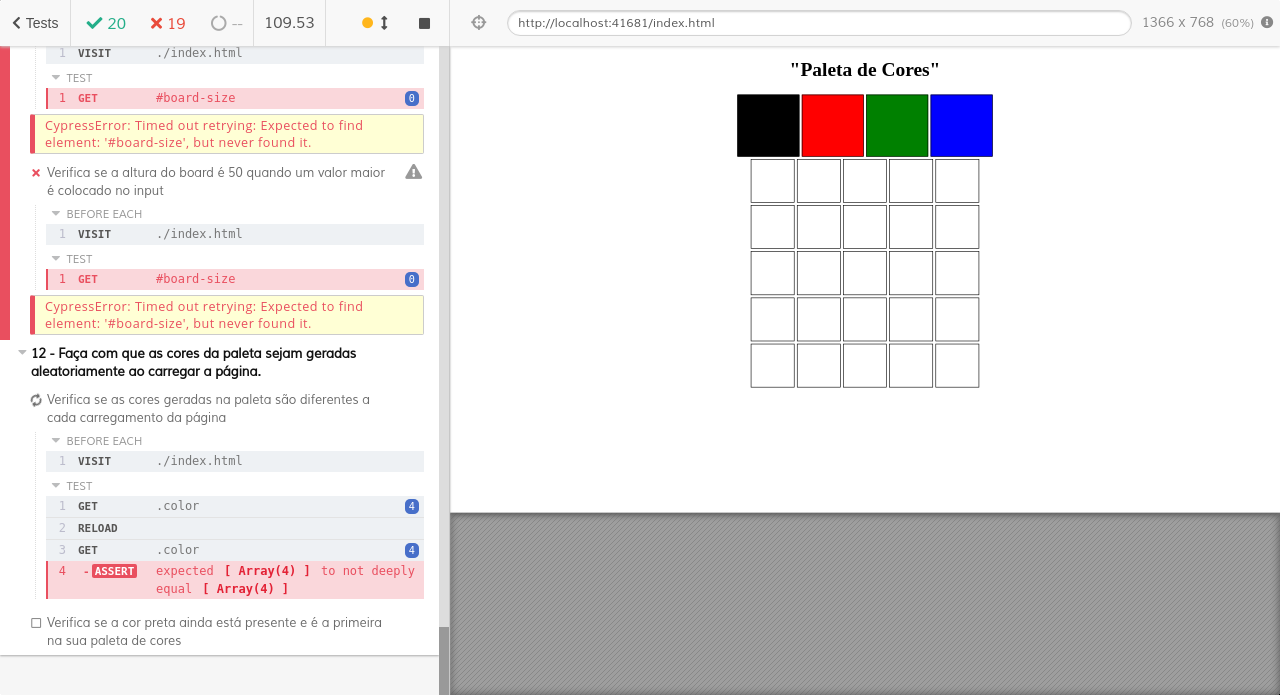 Tests
20
19
--
109.53
http://localhost:41681/index.html
1366 x 768 (60%)
1 VISIT ./index.html
TEST
1 GET #board-size 0
CypressError: Timed out retrying: Expected to find
element: '#board-size', but never found it.
Verifica se a altura do board é 50 quando um valor maior
é colocado no input
BEFORE EACH
1 VISIT ./index.html
TEST
1 GET #board-size 0
CypressError: Timed out retrying: Expected to find
element: '#board-size', but never found it.
12 - Faça com que as cores da paleta sejam geradas
aleatoriamente ao carregar a página.
Verifica se as cores geradas na paleta são diferentes a
cada carregamento da página
BEFORE EACH
1 VISIT ./index.html
TEST
1 GET .color 4
2 RELOAD
3 GET .color 4
4 - ASSERT expected [ Array(4) ] to not deeply
equal [ Array(4) ]
Verifica se a cor preta ainda está presente e é a primeira
na sua paleta de cores
"Paleta de Cores"